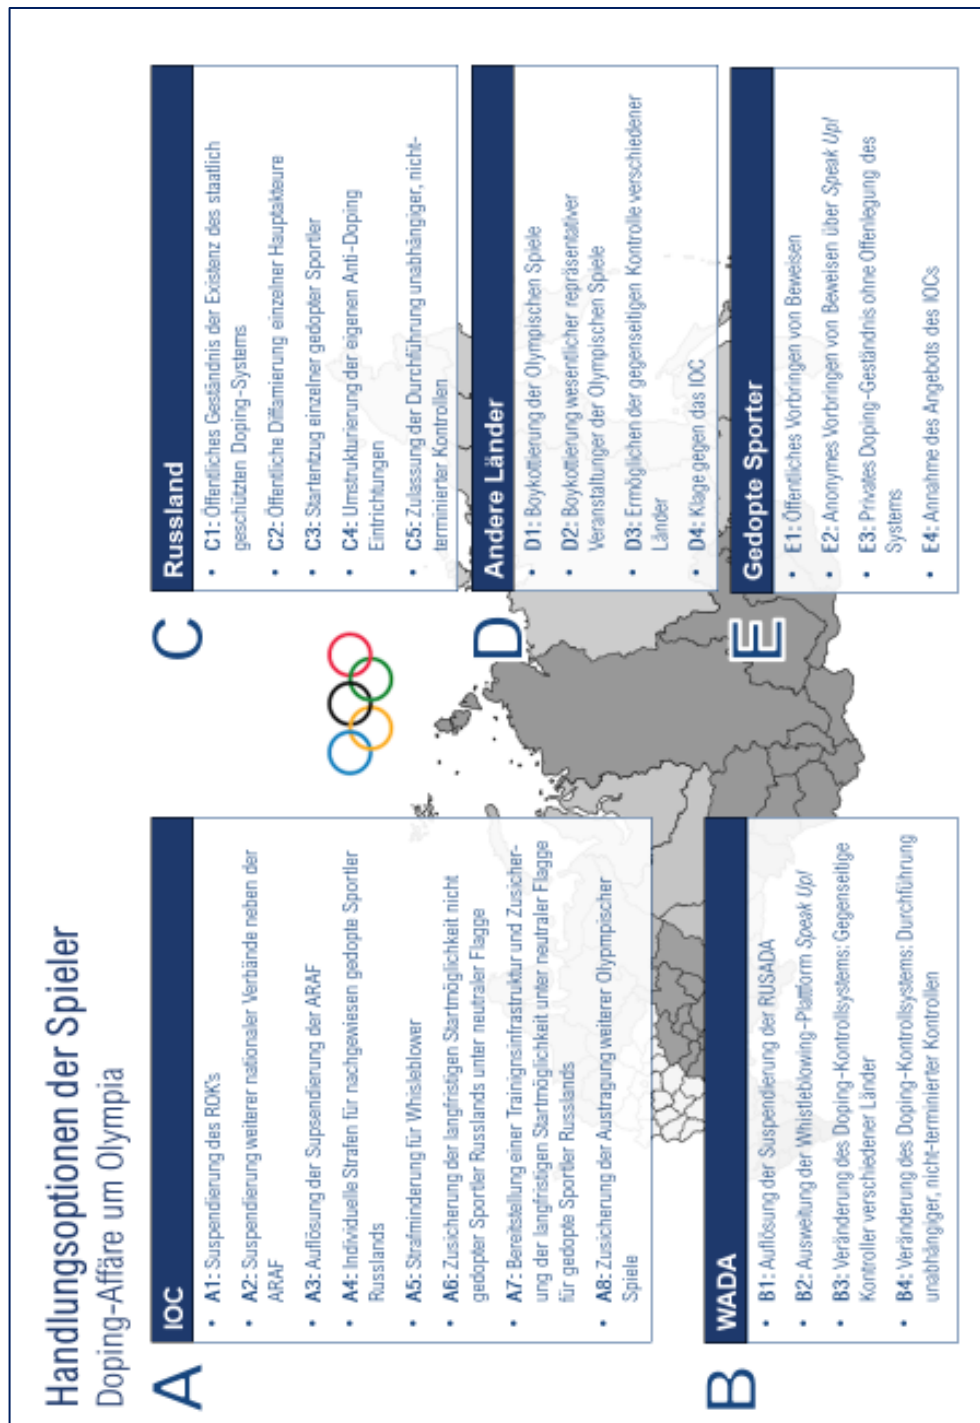 Handlungsoptionen der Spieler
Doping-Affäre um Olympia
A
IOC
• A1: Suspendierung des ROK's
• A2: Suspendierung weiterer nationaler Verbände neben der
ARAF
• A3: Auflösung der Supsendierung der ARAF
• A4: Individuelle Strafen für nachgewiesen gedopte Sportler
Russlands
• A5: Strafminderung für Whisleblower
• A6: Zusicherung der langfristigen Startmöglichkeit nicht
gedopter Sportler Russlands unter neutraler Flagge
• A7: Bereitstellung einer Trainignsinfrastruktur und Zusicher-
ung der langfristigen Startmöglichkeit unter neutraler Flagge
für gedopte Sportler Russlands
• A8: Zusicherung der Austragung weiterer Olypmpischer
Spiele
B
WADA
• B1: Auflösung der Suspendierung der RUSADA
• B2: Ausweitung der Whistleblowing-Plattform Speak Up!
• B3: Veränderung des Doping-Kontrollsystems: Gegenseitige
Kontroller verschiedener Länder
• B4: Veränderung des Doping-Kontrollsystems: Durchführung
unabhängiger, nicht-terminierter Kontrollen
C
Russland
• C1: Öffentliches Geständnis der Existenz des staatlich
geschützten Doping-Systems
• C2: Öffentliche Diffamierung einzelner Hauptakteure
• C3: Startentzug einzelner gedopter Sportler
• C4: Umstrukturierung der eigenen Anti-Doping
Eintrichtungen
• C5: Zulassung der Durchführung unabhängiger, nicht-
terminierter Kontrollen
D
Andere Länder
• D1: Boykottierung der Olympischen Spiele
• D2: Boykottierung wesentlicher repräsentativer
Veranstaltungen der Olympischen Spiele
• D3: Ermöglichen der gegenseitigen Kontrolle verschiedener
Länder
• D4: Klage gegen das IOC
E
Gedopte Sporter
• E1: Öffentliches Vorbringen von Beweisen
• E2: Anonymes Vorbringen von Beweisen über Speak Up!
• E3: Privates Doping-Geständnis ohne Offenlegung des
Systems
• E4: Annahme des Angebots des IOCs